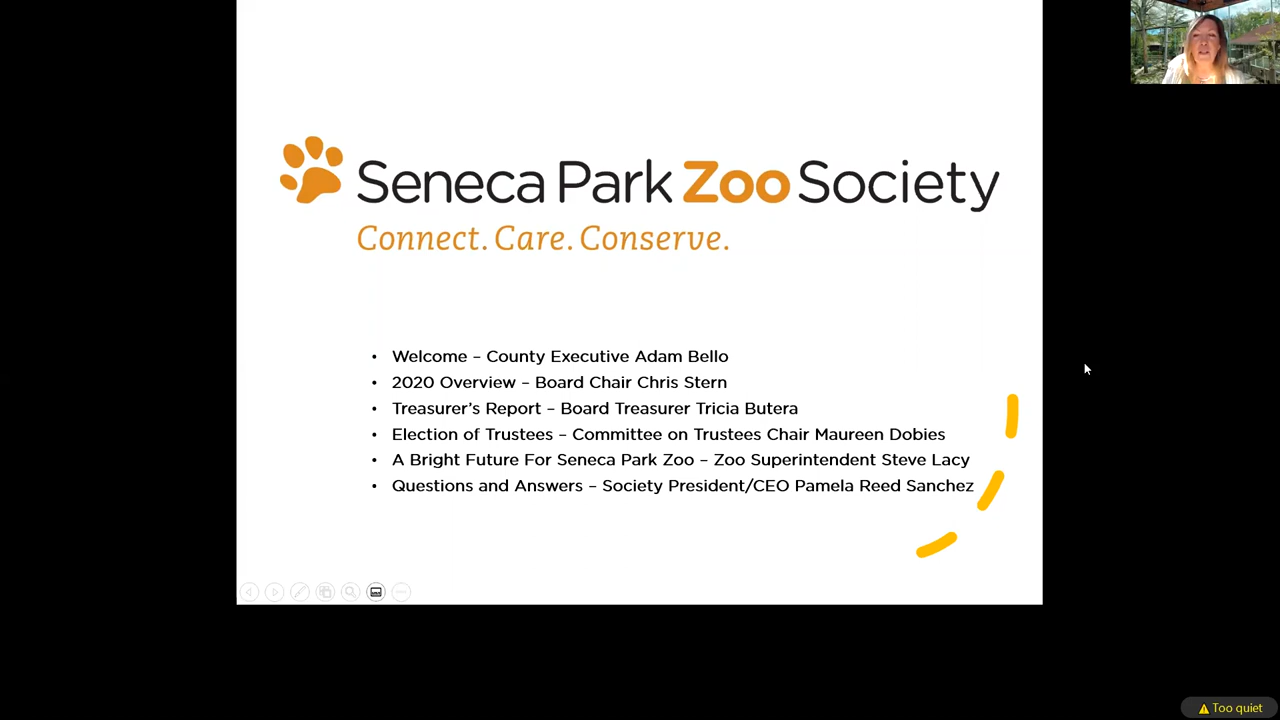 Seneca Park Zoo Society
Connect. Care. Conserve.
• Welcome – County Executive Adam Bello
• 2020 Overview – Board Chair Chris Stern
• Treasurer's Report – Board Treasurer Tricia Butera
• Election of Trustees – Committee on Trustees Chair Maureen Dobies
• A Bright Future For Seneca Park Zoo – Zoo Superintendent Steve Lacy
• Questions and Answers – Society President/CEO Pamela Reed Sanchez
Too quiet